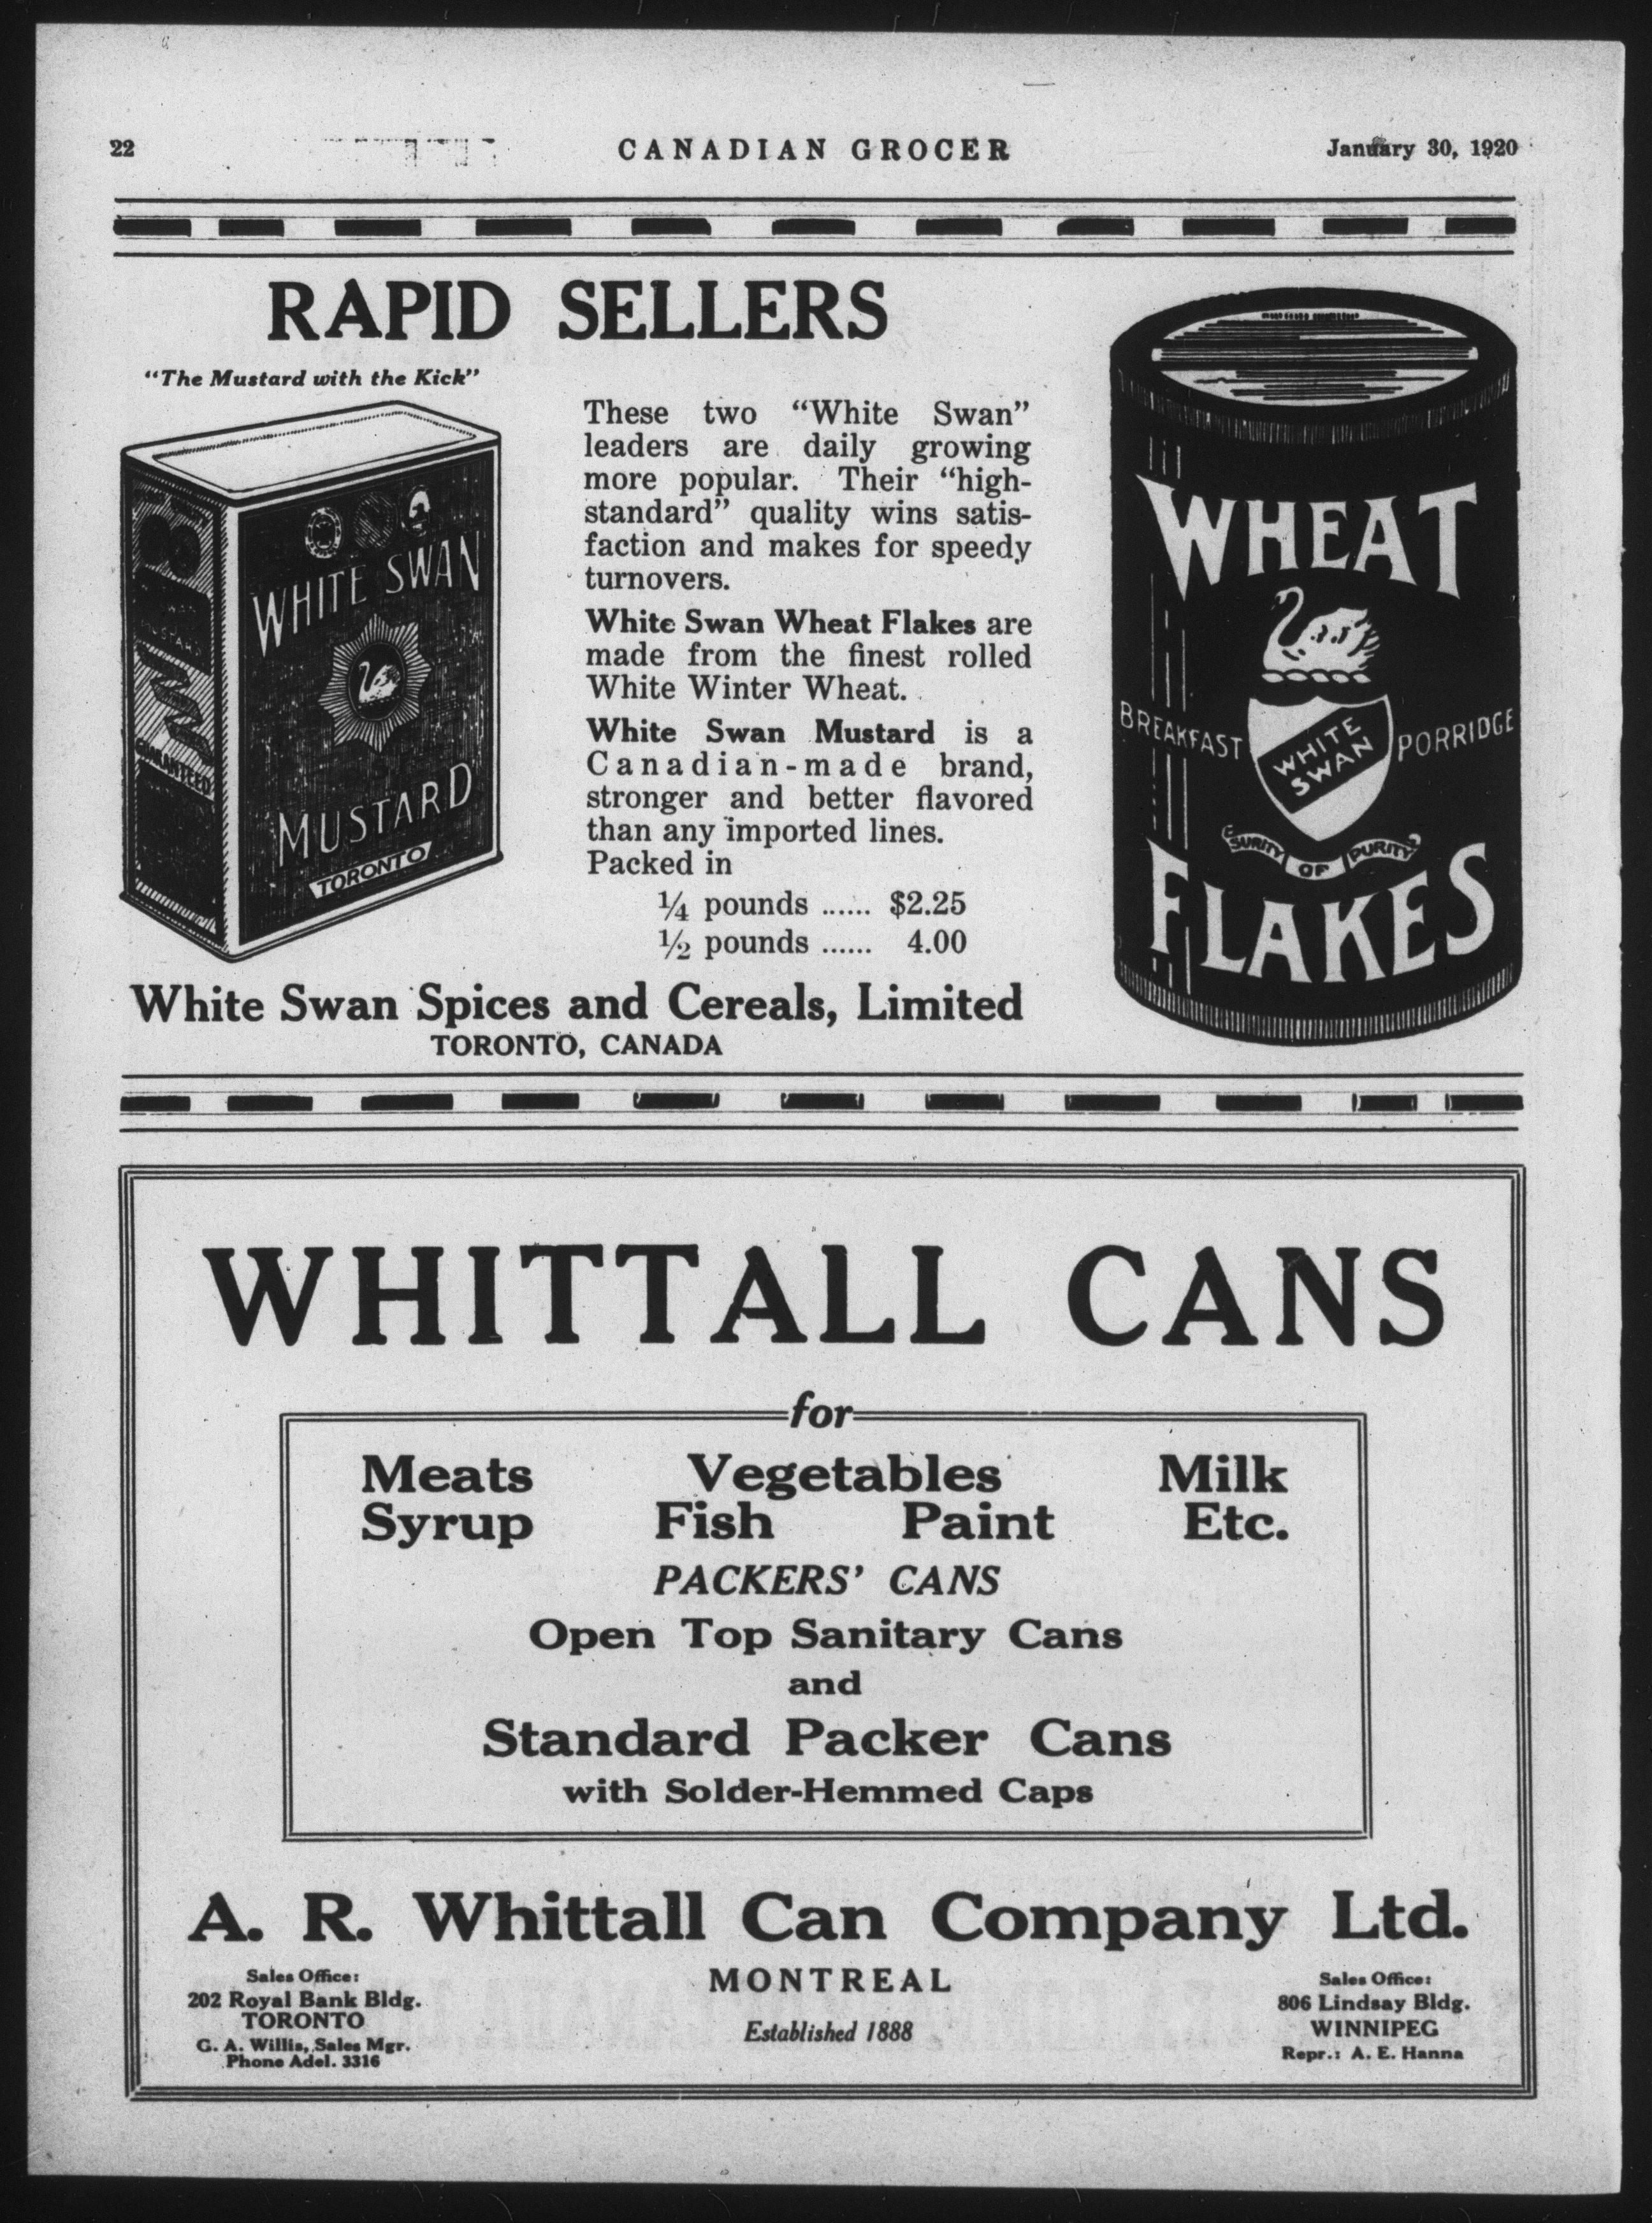 22
CANADIAN GROCER
January 30, 1920
RAPID SELLERS
"The Mustard with the Kick"
WHITE SWAN
MUSTARD
TORONTO
GUARANTEED
These two "White Swan"
leaders are daily growing
more popular. Their "high-
standard" quality wins satis-
faction and makes for speedy
turnovers.
White Swan Wheat Flakes are
made from the finest rolled
White Winter Wheat.
White Swan Mustard is a
Canadian-made brand,
stronger and better flavored
than any imported lines.
Packed in
¼ pounds ...... $2.25
½ pounds ...... 4.00
White Swan Spices and Cereals, Limited
TORONTO, CANADA
WHEAT
BREAKFAST
WHITE
SWAN
PORRIDGE
SURITY OF PURITY
FLAKES
WHITTALL CANS
for
Meats Vegetables Milk
Syrup Fish Paint Etc.
PACKERS' CANS
Open Top Sanitary Cans
and
Standard Packer Cans
with Solder-Hemmed Caps
A. R. Whittall Can Company Ltd.
Sales Office:
202 Royal Bank Bldg.
TORONTO
G. A. Willis, Sales Mgr.
Phone Adel. 3316
MONTREAL
Established 1888
Sales Office:
806 Lindsay Bldg.
WINNIPEG
Repr.: A. E. Hanna